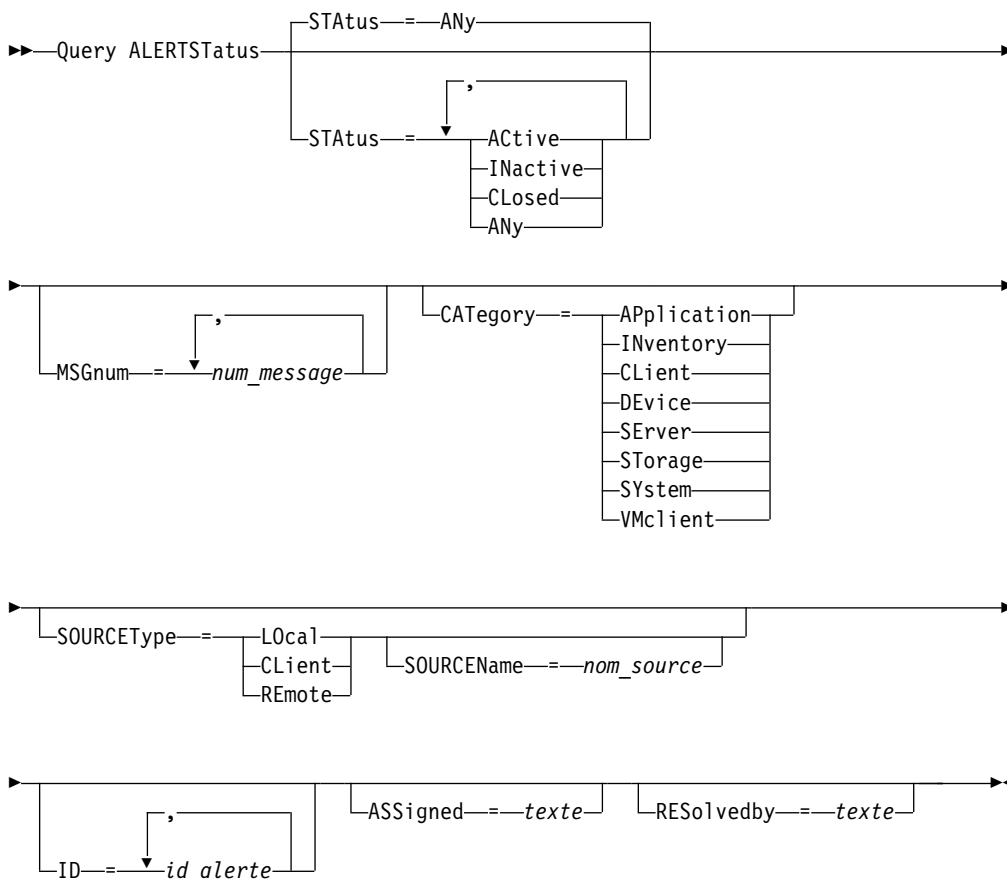 STAtus = ANy
Query ALERTSTatus
,
STAtus = ACtive
INactive
CLosed
ANy
,
MSGnum = num_message
CATegory = APplication
INventory
CLient
DEvice
SErver
STorage
SYstem
VMclient
SOURCEType = LOcal
CLient
REmote
SOURCEName = nom_source
,
ID = id_alerte
ASSigned = texte
RESolvedby = texte